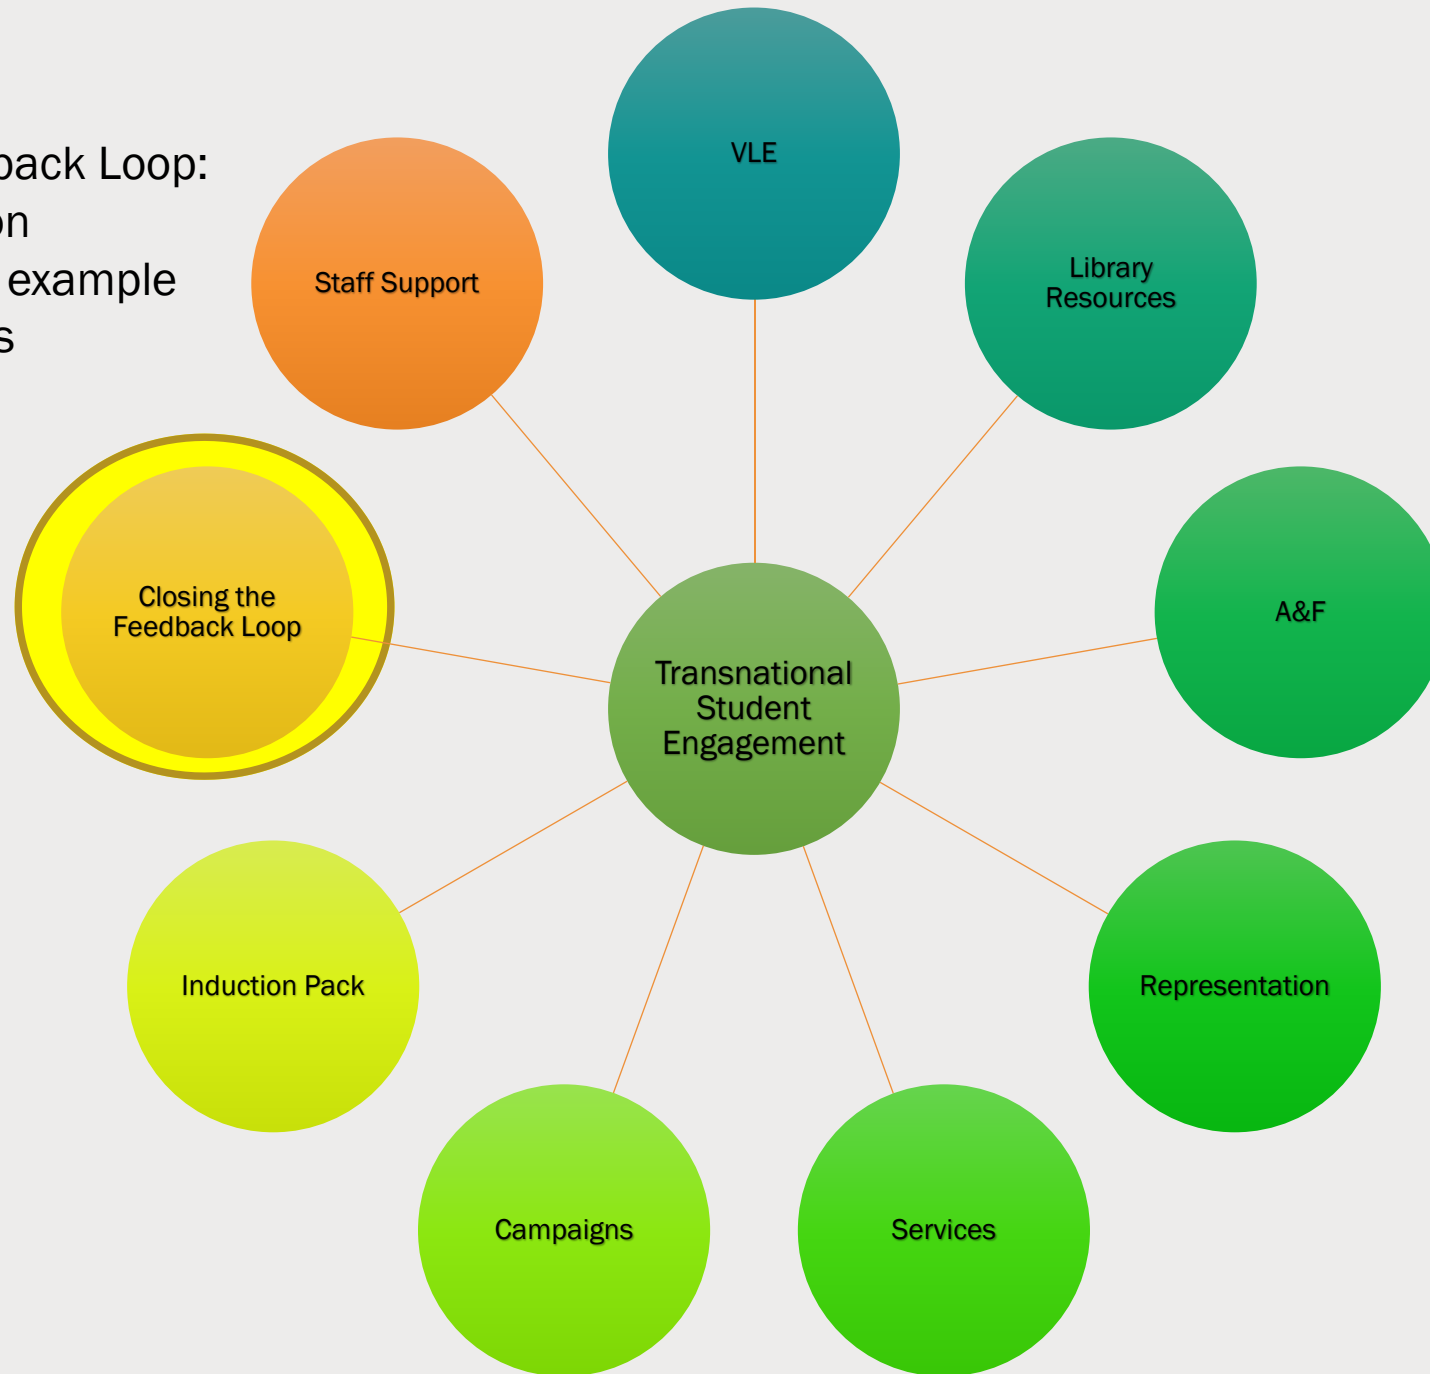 back Loop:
on
example
s
VLE
Staff Support
Library
Resources
Closing the
Feedback Loop
A&F
Transnational
Student
Engagement
Induction Pack
Representation
Campaigns
Services